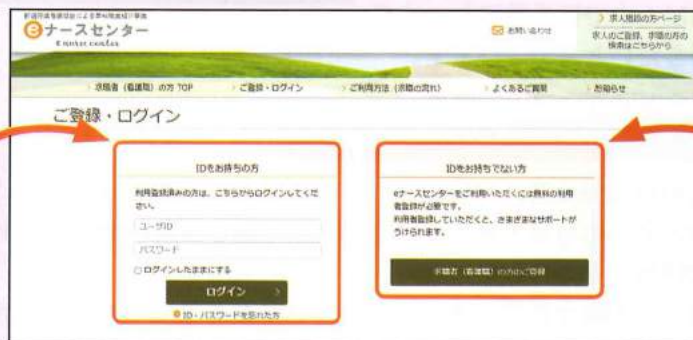 都道府県看護協会による無料職業紹介事業
eナースセンター
e nurse center
お問い合わせ
求人施設の方ページ
求人のご登録、求職の方の
検索はこちらから
求職者（看護職）の方 TOP
ご登録・ログイン
ご利用方法（求職の流れ）
よくあるご質問
お知らせ
ご登録・ログイン
IDをお持ちの方
利用登録済みの方は、こちらからログインしてくだ
さい。
ユーザID
パスワード
ログインしたままにする
ログイン
ID・パスワードを忘れた方
IDをお持ちでない方
eナースセンターをご利用いただくには無料の利用
者登録が必要です。
利用者登録していただくと、さまざまなサポートが
うけられます。
求職者（看護職）の方のご登録